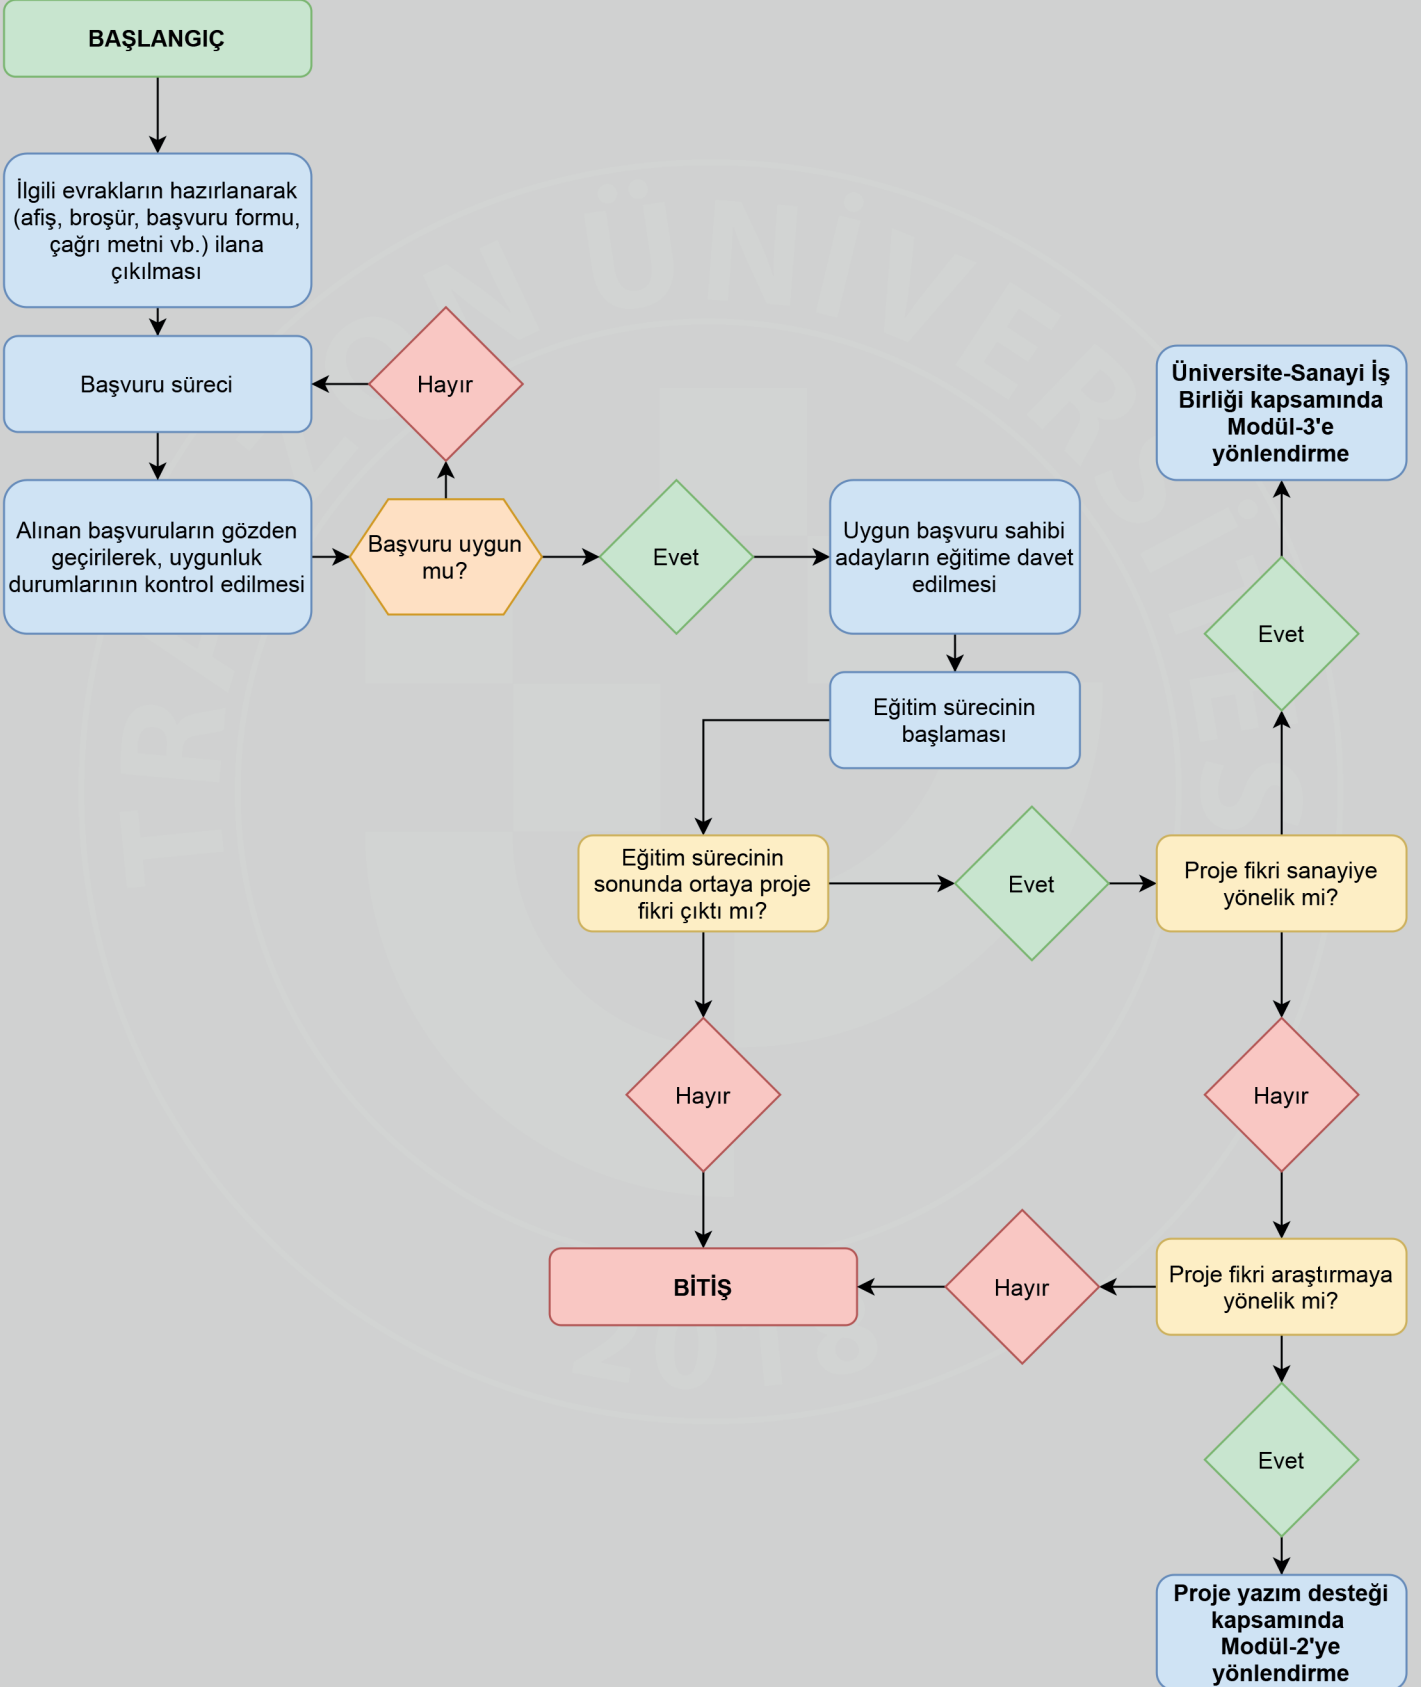 BAŞLANGIÇ
İlgili evrakların hazırlanarak
(afiş, broşür, başvuru formu,
çağrı metni vb.) ilana
çıkılması
Başvuru süreci
Hayır
Alınan başvuruların gözden
geçirilerek, uygunluk
durumlarının kontrol edilmesi
Başvuru uygun
mu?
Evet
Uygun başvuru sahibi
adayların eğitime davet
edilmesi
Eğitim sürecinin
başlaması
Eğitim sürecinin
sonunda ortaya proje
fikri çıktı mı?
Evet
Proje fikri sanayiye
yönelik mi?
Evet
Üniversite-Sanayi İş
Birliği kapsamında
Modül-3'e
yönlendirme
Hayır
Hayır
BİTİŞ
Hayır
Proje fikri araştırmaya
yönelik mi?
Evet
Proje yazım desteği
kapsamında
Modül-2'ye
yönlendirme
2018